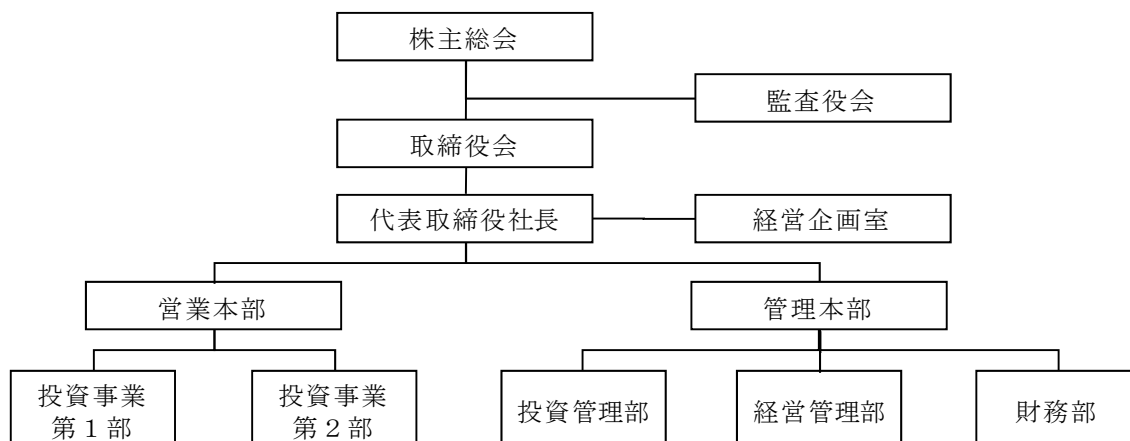 株主総会
監査役会
取締役会
代表取締役社長
経営企画室
営業本部
管理本部
投資事業
第１部
投資事業
第２部
投資管理部
経営管理部
財務部